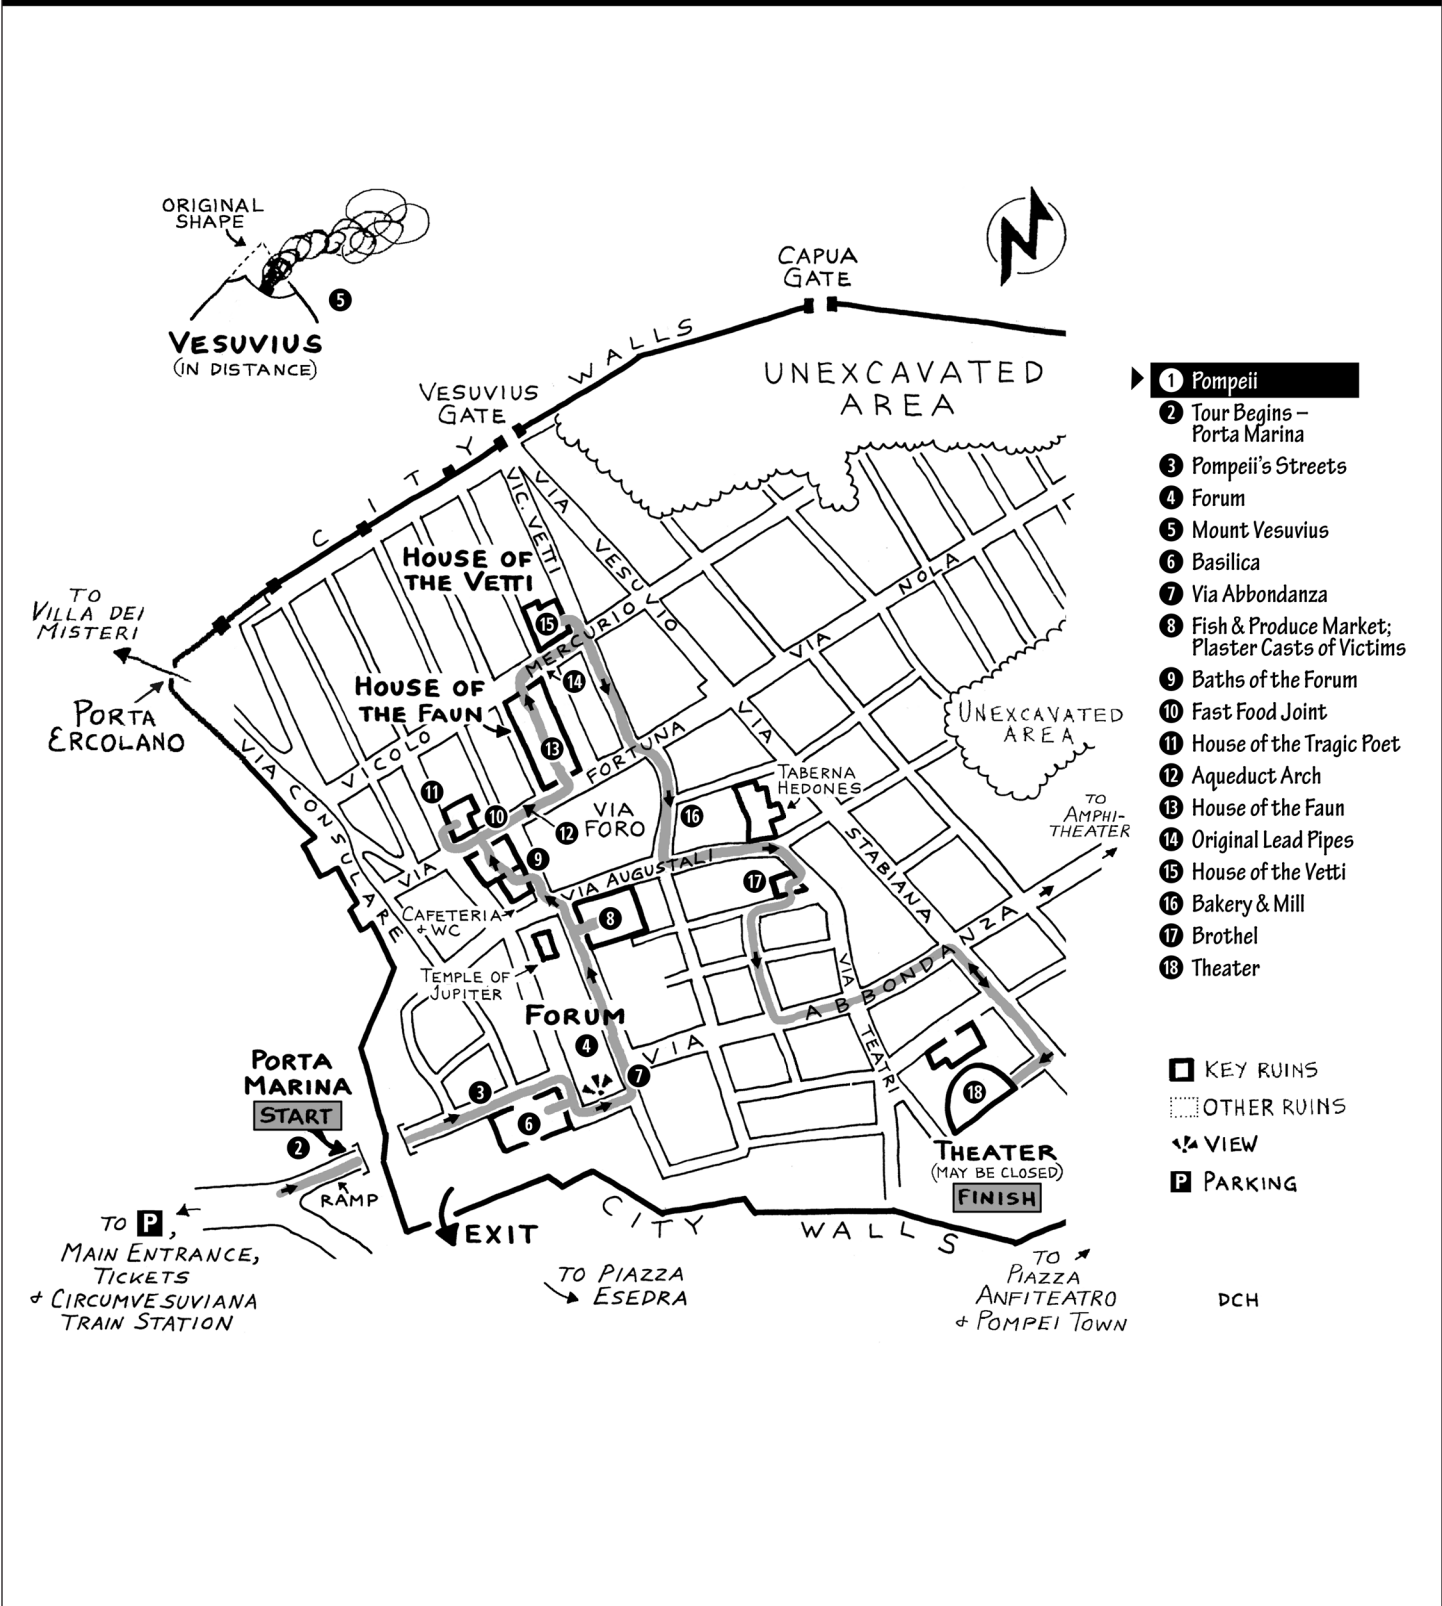 ORIGINAL
SHAPE
5
VESUVIUS
(IN DISTANCE)
N
CAPUA
GATE
CITY WALLS
VESUVIUS
GATE
UNEXCAVATED
AREA
VIC. VETTI
VIA VESUVIO
HOUSE OF
THE VETTI
15
MERCURIO
14
VIA NOLA
TO
VILLA DEI
MISTERI
PORTA
ERCOLANO
HOUSE OF
THE FAUN
13
VICOLO
VIA CONSULARE
FORTUNA
VIA STABIANA
UNEXCAVATED
AREA
TABERNA
HEDONES
TO
AMPHI-
THEATER
11
10
12
VIA
FORO
16
9
VIA
VIA AUGUSTALI
17
CAFETERIA
& WC
8
TEMPLE OF
JUPITER
FORUM
4
VIA ABBONDANZA
VIA TEATRI
PORTA
MARINA
START
2
3
7
6
18
RAMP
THEATER
(MAY BE CLOSED)
FINISH
EXIT
CITY WALLS
TO P,
MAIN ENTRANCE,
TICKETS
& CIRCUMVESUVIANA
TRAIN STATION
TO PIAZZA
ESEDRA
TO
PIAZZA
ANFITEATRO
& POMPEI TOWN
1 Pompeii
2 Tour Begins –
Porta Marina
3 Pompeii's Streets
4 Forum
5 Mount Vesuvius
6 Basilica
7 Via Abbondanza
8 Fish & Produce Market;
Plaster Casts of Victims
9 Baths of the Forum
10 Fast Food Joint
11 House of the Tragic Poet
12 Aqueduct Arch
13 House of the Faun
14 Original Lead Pipes
15 House of the Vetti
16 Bakery & Mill
17 Brothel
18 Theater
KEY RUINS
OTHER RUINS
VIEW
P PARKING
DCH